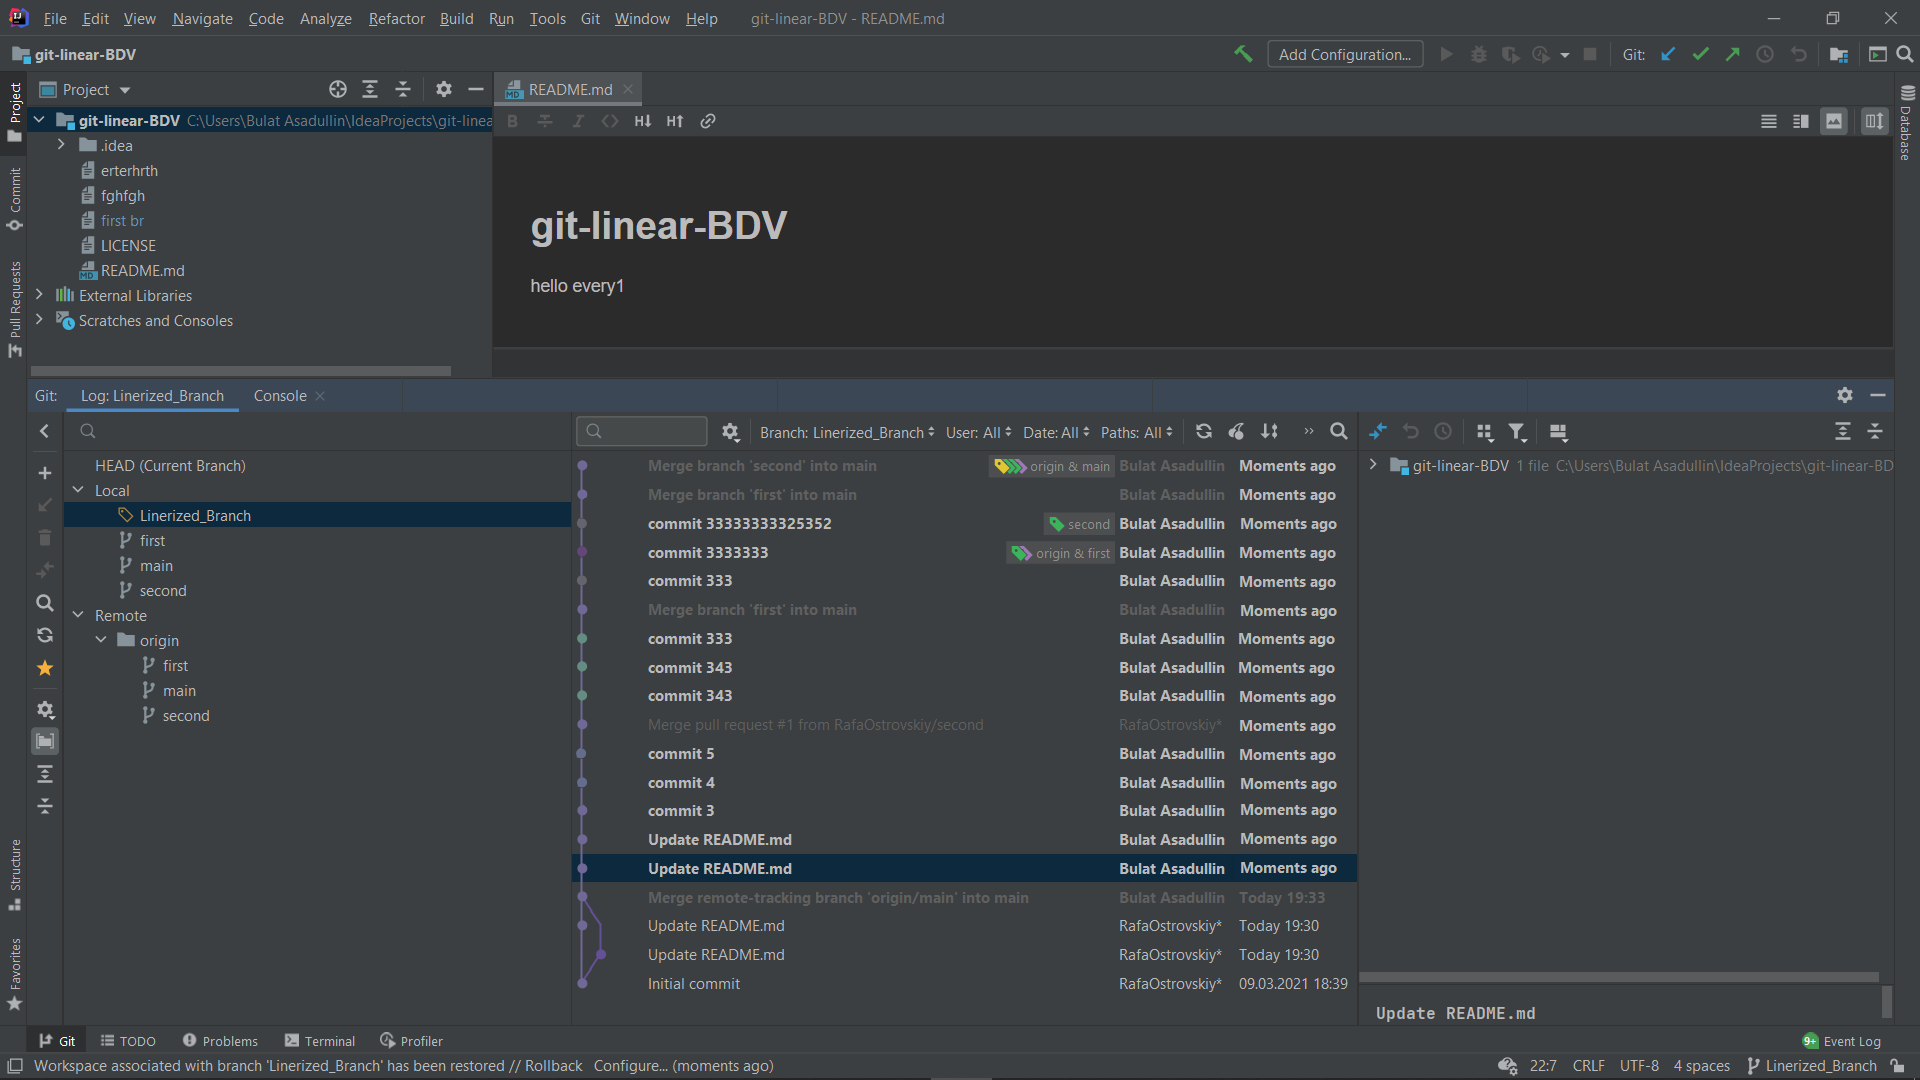 File Edit View Navigate Code Analyze Refactor Build Run Tools Git Window Help git-linear-BDV - README.md
git-linear-BDV
Add Configuration... Git:
Project
README.md
Project
Commit
Pull Requests
Structure
Favorites
Database
git-linear-BDV C:\Users\Bulat Asadullin\IdeaProjects\git-linea
.idea
erterhrth
fghfgh
first br
LICENSE
README.md
External Libraries
Scratches and Consoles
git-linear-BDV
hello every1
Git: Log: Linerized_Branch Console
HEAD (Current Branch)
Local
Linerized_Branch
first
main
second
Remote
origin
first
main
second
Branch: Linerized_Branch User: All Date: All Paths: All
Merge branch 'second' into main origin & main Bulat Asadullin Moments ago
Merge branch 'first' into main Bulat Asadullin Moments ago
commit 33333333325352 second Bulat Asadullin Moments ago
commit 3333333 origin & first Bulat Asadullin Moments ago
commit 333 Bulat Asadullin Moments ago
Merge branch 'first' into main Bulat Asadullin Moments ago
commit 333 Bulat Asadullin Moments ago
commit 343 Bulat Asadullin Moments ago
commit 343 Bulat Asadullin Moments ago
Merge pull request #1 from RafaOstrovskiy/second RafaOstrovskiy* Moments ago
commit 5 Bulat Asadullin Moments ago
commit 4 Bulat Asadullin Moments ago
commit 3 Bulat Asadullin Moments ago
Update README.md Bulat Asadullin Moments ago
Update README.md Bulat Asadullin Moments ago
Merge remote-tracking branch 'origin/main' into main Bulat Asadullin Today 19:33
Update README.md RafaOstrovskiy* Today 19:30
Update README.md RafaOstrovskiy* Today 19:30
Initial commit RafaOstrovskiy* 09.03.2021 18:39
git-linear-BDV 1 file C:\Users\Bulat Asadullin\IdeaProjects\git-linear-BD
Update README.md
Git TODO Problems Terminal Profiler 9+ Event Log
Workspace associated with branch 'Linerized_Branch' has been restored // Rollback Configure... (moments ago) 22:7 CRLF UTF-8 4 spaces Linerized_Branch